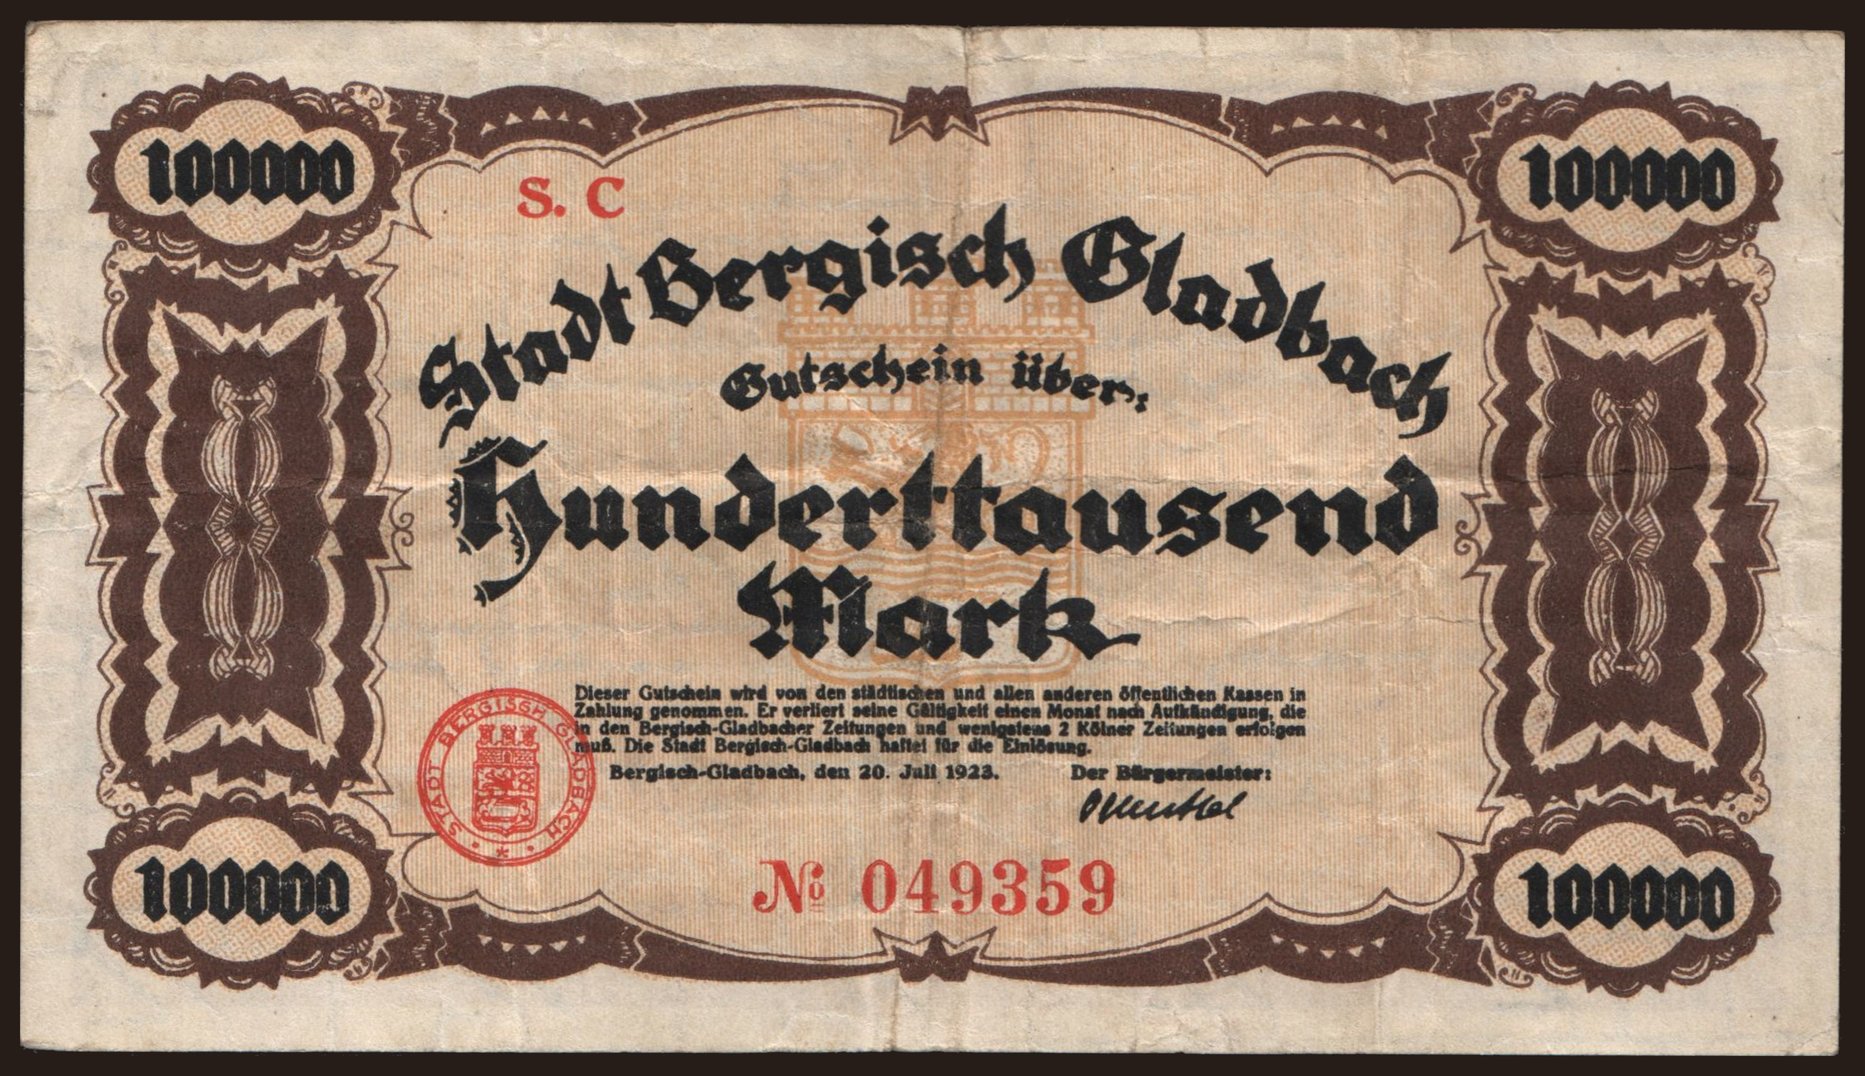 100000
100000
S. C
Stadt Bergisch Gladbach
Gutschein über:
Hunderttausend
Mark
Dieser Gutschein wird von den städtischen und allen anderen öffentlichen Kassen in
Zahlung genommen. Er verliert seine Gültigkeit einen Monat nach Aufkündigung, die
in den Bergisch-Gladbacher Zeitungen und wenigstens 2 Kölner Zeitungen erfolgen
muß. Die Stadt Bergisch-Gladbach haftet für die Einlösung.
Bergisch-Gladbach, den 20. Juli 1923. Der Bürgermeister:
STADT BERGISCH GLADBACH
№ 049359
100000
100000